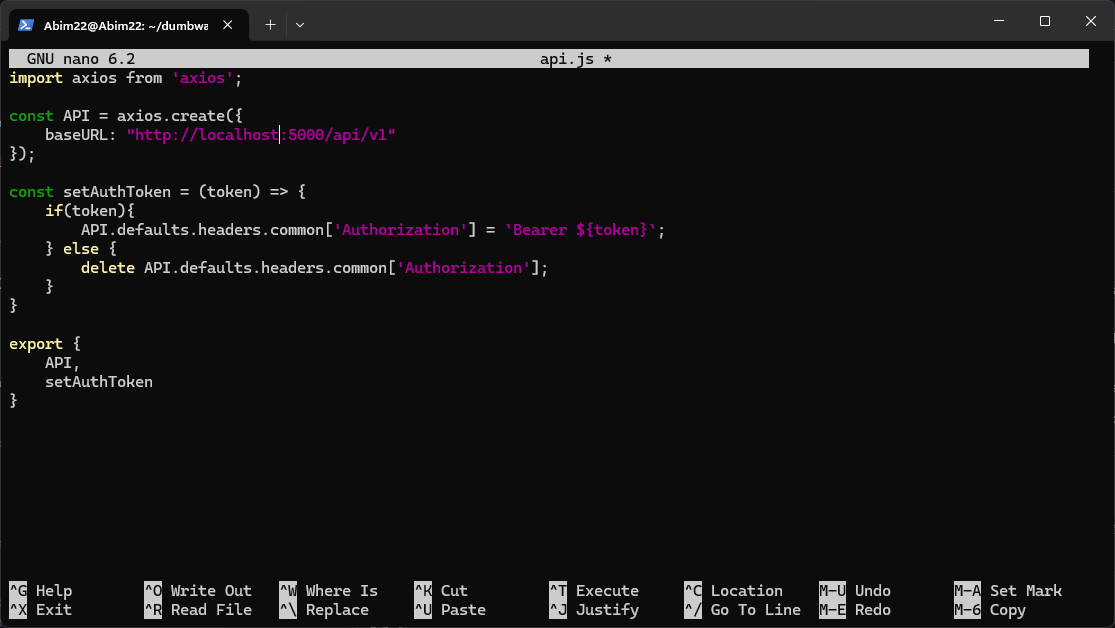 Abim22@Abim22: ~/dumbwa
GNU nano 6.2 api.js *
import axios from 'axios';
const API = axios.create({
    baseURL: "http://localhost:5000/api/v1"
});
const setAuthToken = (token) => {
    if(token){
        API.defaults.headers.common['Authorization'] = `Bearer ${token}`;
    } else {
        delete API.defaults.headers.common['Authorization'];
    }
}
export {
    API,
    setAuthToken
}
^G Help ^O Write Out ^W Where Is ^K Cut ^T Execute ^C Location M-U Undo M-A Set Mark
^X Exit ^R Read File ^\ Replace ^U Paste ^J Justify ^/ Go To Line M-E Redo M-6 Copy